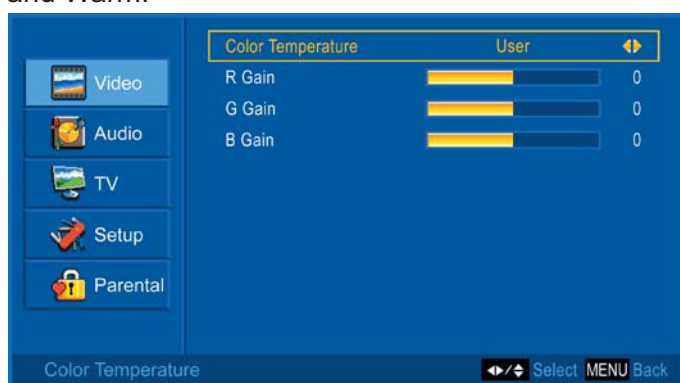 and Warm.
Color Temperature User
R Gain 0
G Gain 0
B Gain 0
Video
Audio
TV
Setup
Parental
Color Temperature Select MENU Back